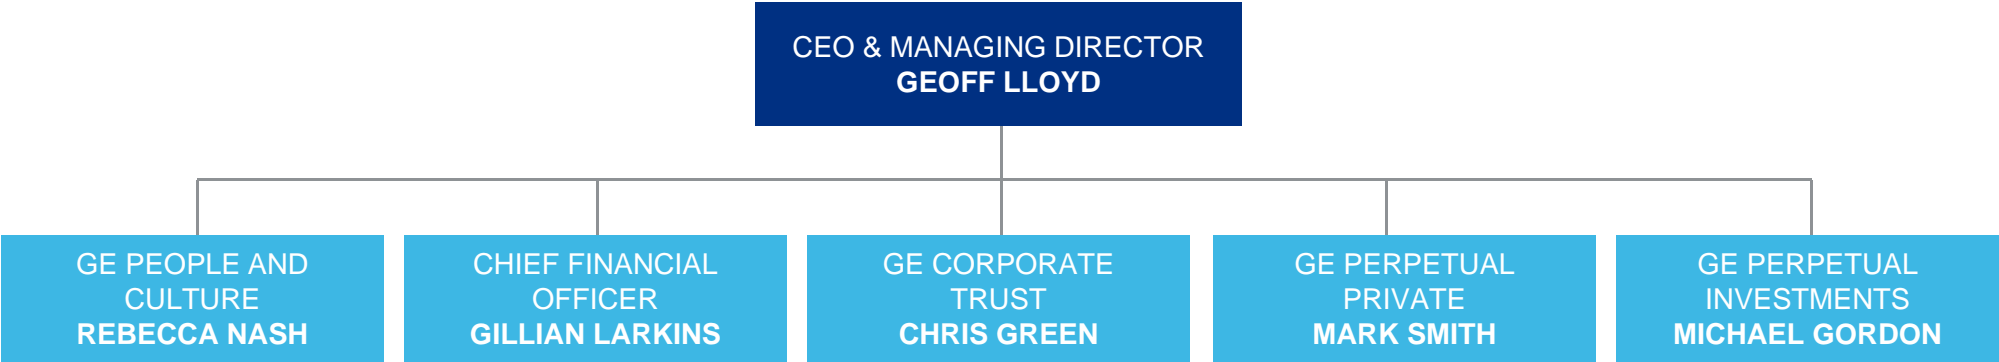 CEO & MANAGING DIRECTOR
GEOFF LLOYD
GE PEOPLE AND
CULTURE
REBECCA NASH
CHIEF FINANCIAL
OFFICER
GILLIAN LARKINS
GE CORPORATE
TRUST
CHRIS GREEN
GE PERPETUAL
PRIVATE
MARK SMITH
GE PERPETUAL
INVESTMENTS
MICHAEL GORDON